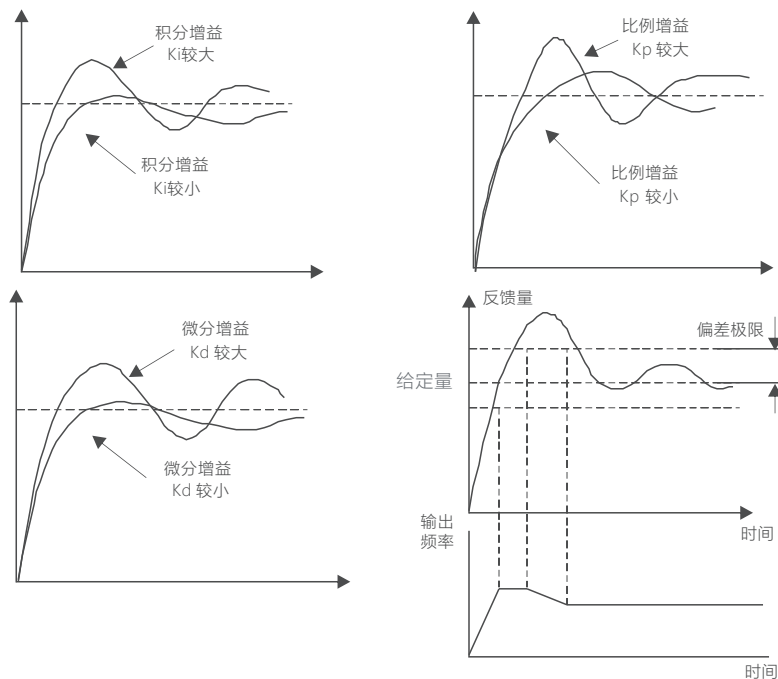 积分增益
Ki较大
积分增益
Ki较小
比例增益
Kp 较大
比例增益
Kp 较小
微分增益
Kd 较大
微分增益
Kd 较小
反馈量
偏差极限
给定量
时间
输出
频率
时间